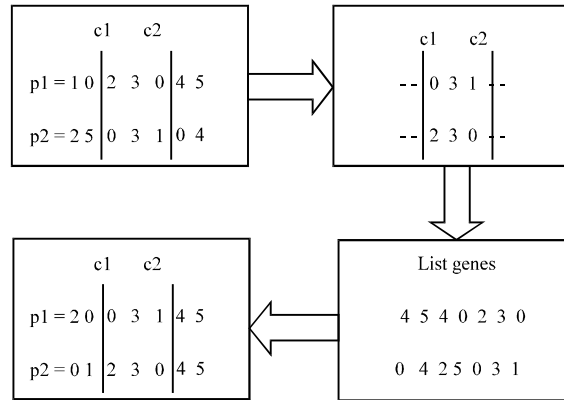 c1 c2
p1 = 1 0 2 3 0 4 5
p2 = 2 5 0 3 1 0 4
c1 c2
-- 0 3 1 --
-- 2 3 0 --
List genes
4 5 4 0 2 3 0
0 4 2 5 0 3 1
c1 c2
p1 = 2 0 0 3 1 4 5
p2 = 0 1 2 3 0 4 5